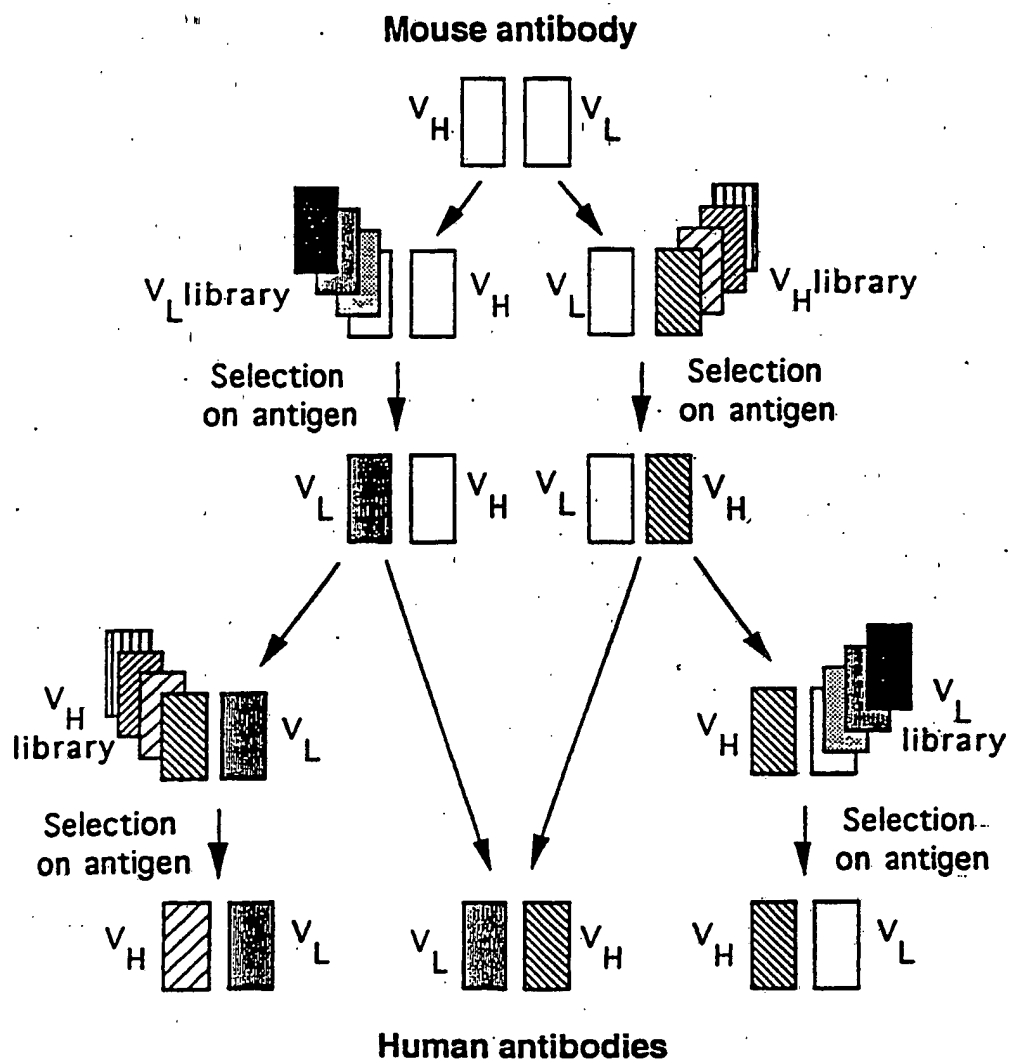 Mouse antibody
VH VL
VL library VH VL VH library
Selection on antigen
Selection on antigen
VL VH VL VH
VH library VL VH VL library
Selection on antigen
Selection on antigen
VH VL VL VH VH VL
Human antibodies